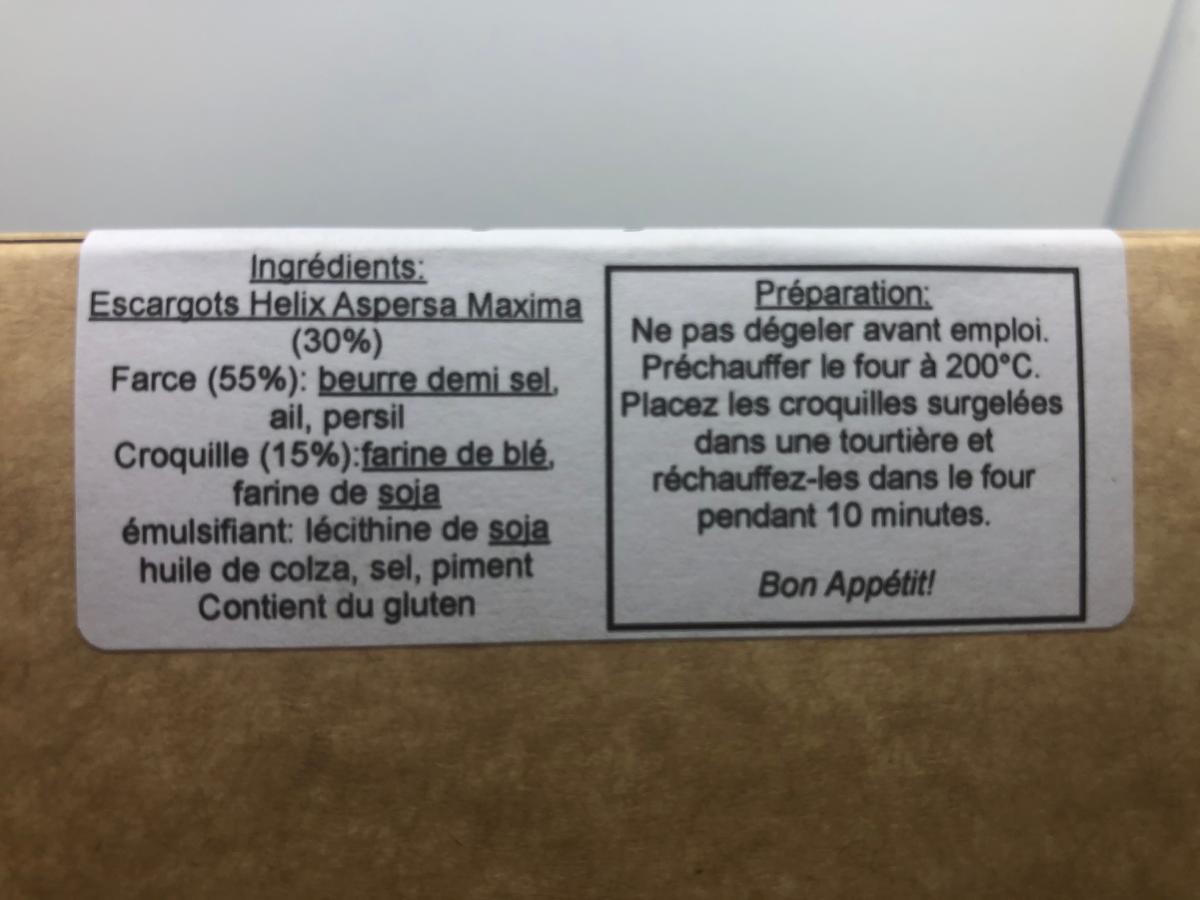 Ingrédients:
Escargots Helix Aspersa Maxima
(30%)
Farce (55%): beurre demi sel,
ail, persil
Croquille (15%):farine de blé,
farine de soja
émulsifiant: lécithine de soja
huile de colza, sel, piment
Contient du gluten
Préparation:
Ne pas dégeler avant emploi.
Préchauffer le four à 200°C.
Placez les croquilles surgelées
dans une tourtière et
réchauffez-les dans le four
pendant 10 minutes.
Bon Appétit!